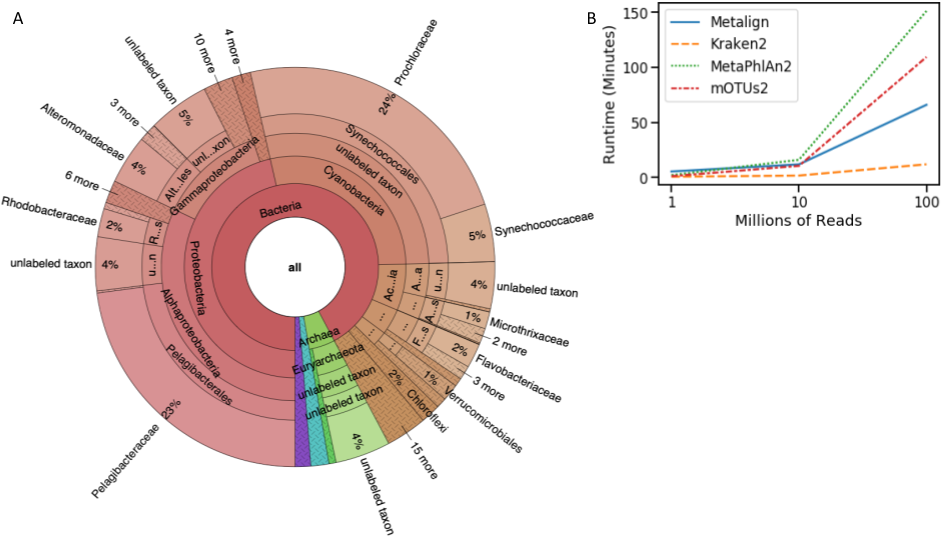 A
Prochloraceae
24%
4 more
10 more
unlabeled taxon
5%
3 more
Alteromonadaceae
4%
6 more
Rhodobacteraceae
2%
unlabeled taxon
4%
Pelagibacteraceae
23%
Synechococcales
unlabeled taxon
Cyanobacteria
Synechococcaceae
5%
unl...xon
Alt...les
Gammaproteobacteria
R...s
u...n
Proteobacteria
Alphaproteobacteria
Pelagibacterales
Bacteria
all
Ac...ia
A...a
u...n
4%
unlabeled taxon
A...s
1%
Microthrixaceae
2 more
...
...
F...s
2%
Flavobacteriaceae
3 more
...
...
1%
Verrucomicrobiales
2%
Chloroflexi
15 more
Archaea
Euryarchaeota
unlabeled taxon
unlabeled taxon
4%
unlabeled taxon
B
Metalign
Kraken2
MetaPhlAn2
mOTUs2
Runtime (Minutes)
150
100
50
0
1 10 100
Millions of Reads